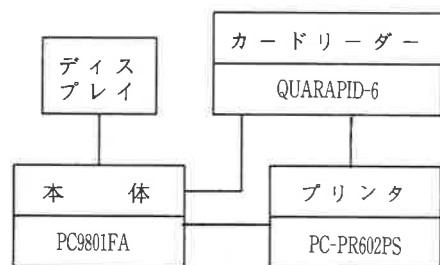 カードリーダー
QUARAPID-6
ディス
プレイ
本体
PC9801FA
プリンタ
PC-PR602PS